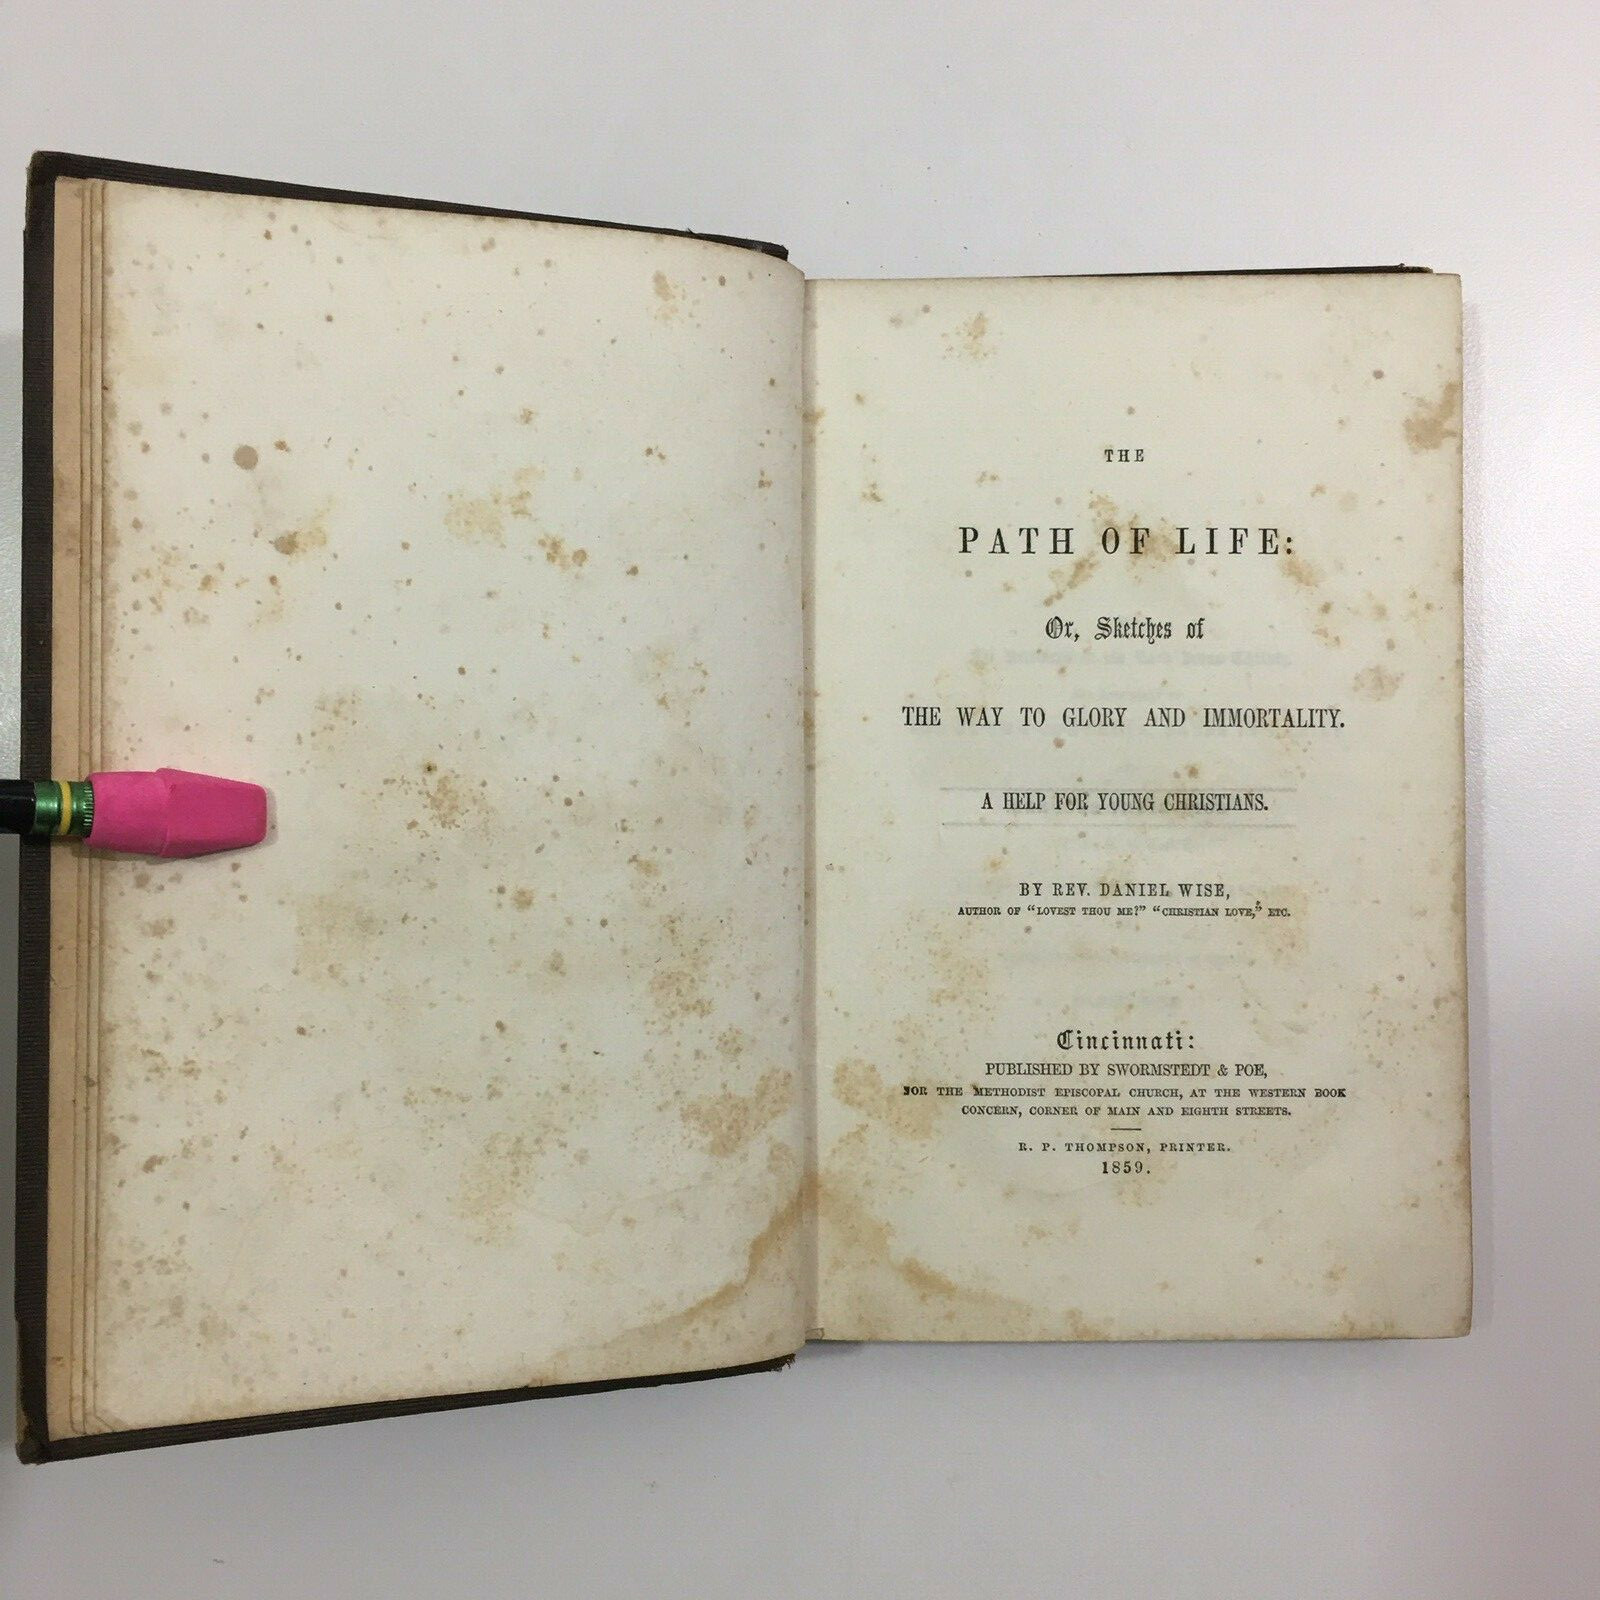 THE
PATH OF LIFE:
Or, Sketches of
THE WAY TO GLORY AND IMMORTALITY.
A HELP FOR YOUNG CHRISTIANS.
BY REV. DANIEL WISE,
AUTHOR OF "LOVEST THOU ME?" "CHRISTIAN LOVE," ETC.
Cincinnati:
PUBLISHED BY SWORMSTEDT & POE,
FOR THE METHODIST EPISCOPAL CHURCH, AT THE WESTERN BOOK
CONCERN, CORNER OF MAIN AND EIGHTH STREETS.
R. P. THOMPSON, PRINTER.
1859.